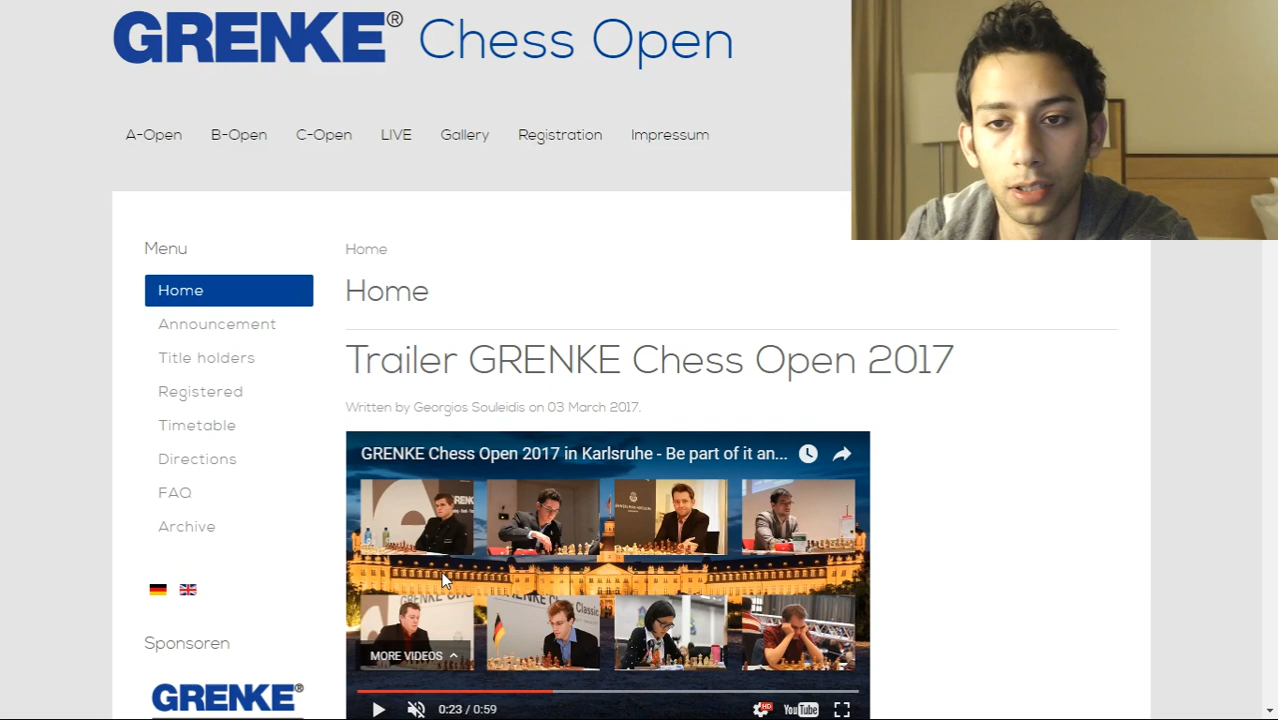 GRENKE® Chess Open
A-Open B-Open C-Open LIVE Gallery Registration Impressum
Menu
Home
Announcement
Title holders
Registered
Timetable
Directions
FAQ
Archive
Sponsoren
GRENKE®
Home
Home
Trailer GRENKE Chess Open 2017
Written by Georgios Souleidis on 03 March 2017.
GRENKE Chess Open 2017 in Karlsruhe - Be part of it an...
MORE VIDEOS
0:23 / 0:59
HD
YouTube